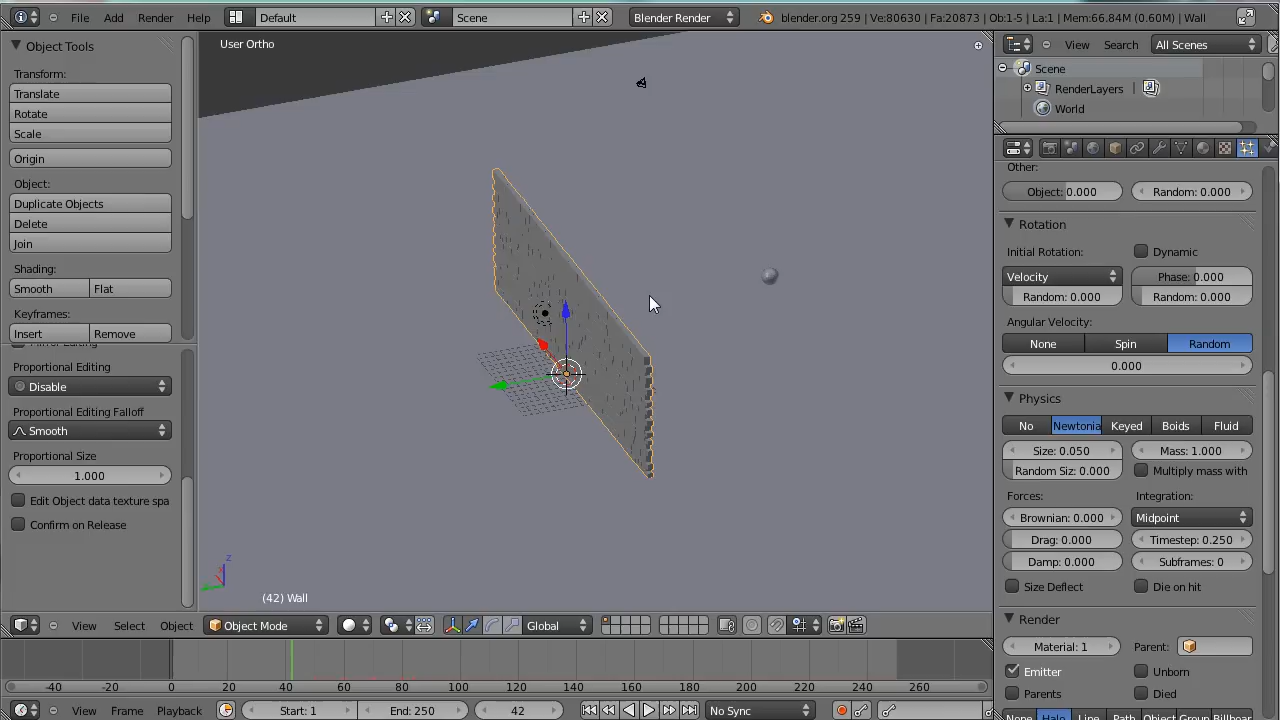 File Add Render Help Default Scene Blender Render blender.org 259 | Ve:80630 | Fa:20873 | Ob:1-5 | La:1 | Mem:66.84M (0.60M) | Wall
Object Tools
Transform:
Translate
Rotate
Scale
Origin
Object:
Duplicate Objects
Delete
Join
Shading:
Smooth Flat
Keyframes:
Insert Remove
Proportional Editing
Disable
Proportional Editing Falloff
Smooth
Proportional Size
1.000
Edit Object data texture spa
Confirm on Release
User Ortho
z
(42) Wall
View Select Object Object Mode Global
-40 -20 0 20 40 60 80 100 120 140 160 180 200 220 240 260
View Frame Playback Start: 1 End: 250 42 No Sync
View Search All Scenes
Scene
RenderLayers |
World
Other:
Object: 0.000 Random: 0.000
Rotation
Initial Rotation: Dynamic
Velocity Phase: 0.000
Random: 0.000 Random: 0.000
Angular Velocity:
None Spin Random
0.000
Physics
No Newtonia Keyed Boids Fluid
Size: 0.050 Mass: 1.000
Random Siz: 0.000 Multiply mass with
Forces: Integration:
Brownian: 0.000 Midpoint
Drag: 0.000 Timestep: 0.250
Damp: 0.000 Subframes: 0
Size Deflect Die on hit
Render
Material: 1 Parent:
Emitter Unborn
Parents Died
None Halo Line Path Object Group Billboar